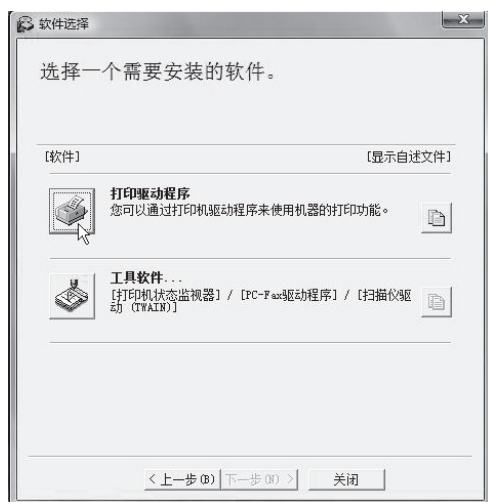 软件选择
选择一个需要安装的软件。
[软件] [显示自述文件]
打印驱动程序
您可以通过打印机驱动程序来使用机器的打印功能。
工具软件...
[打印机状态监视器] / [PC-Fax驱动程序] / [扫描仪驱
动 (TWAIN)]
< 上一步(B) 下一步(N) > 关闭